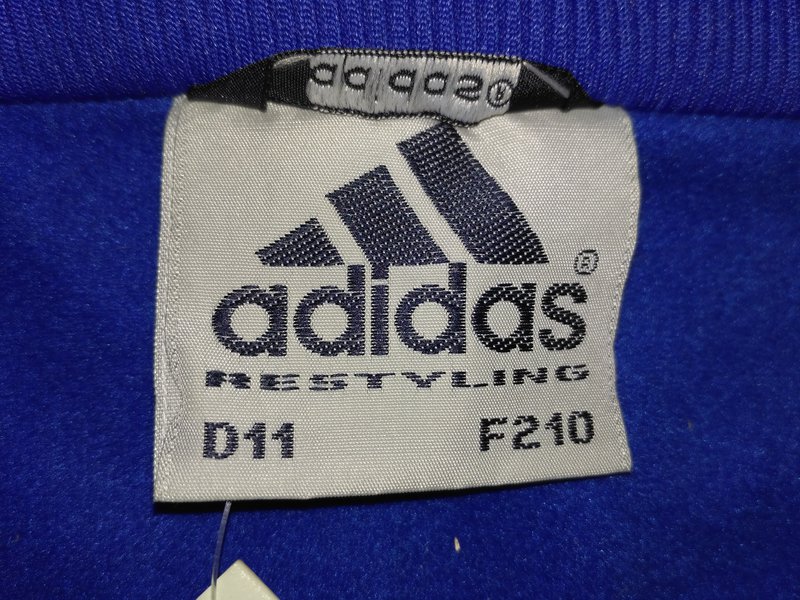 adidas®
adidas®
RESTYLING
D11 F210